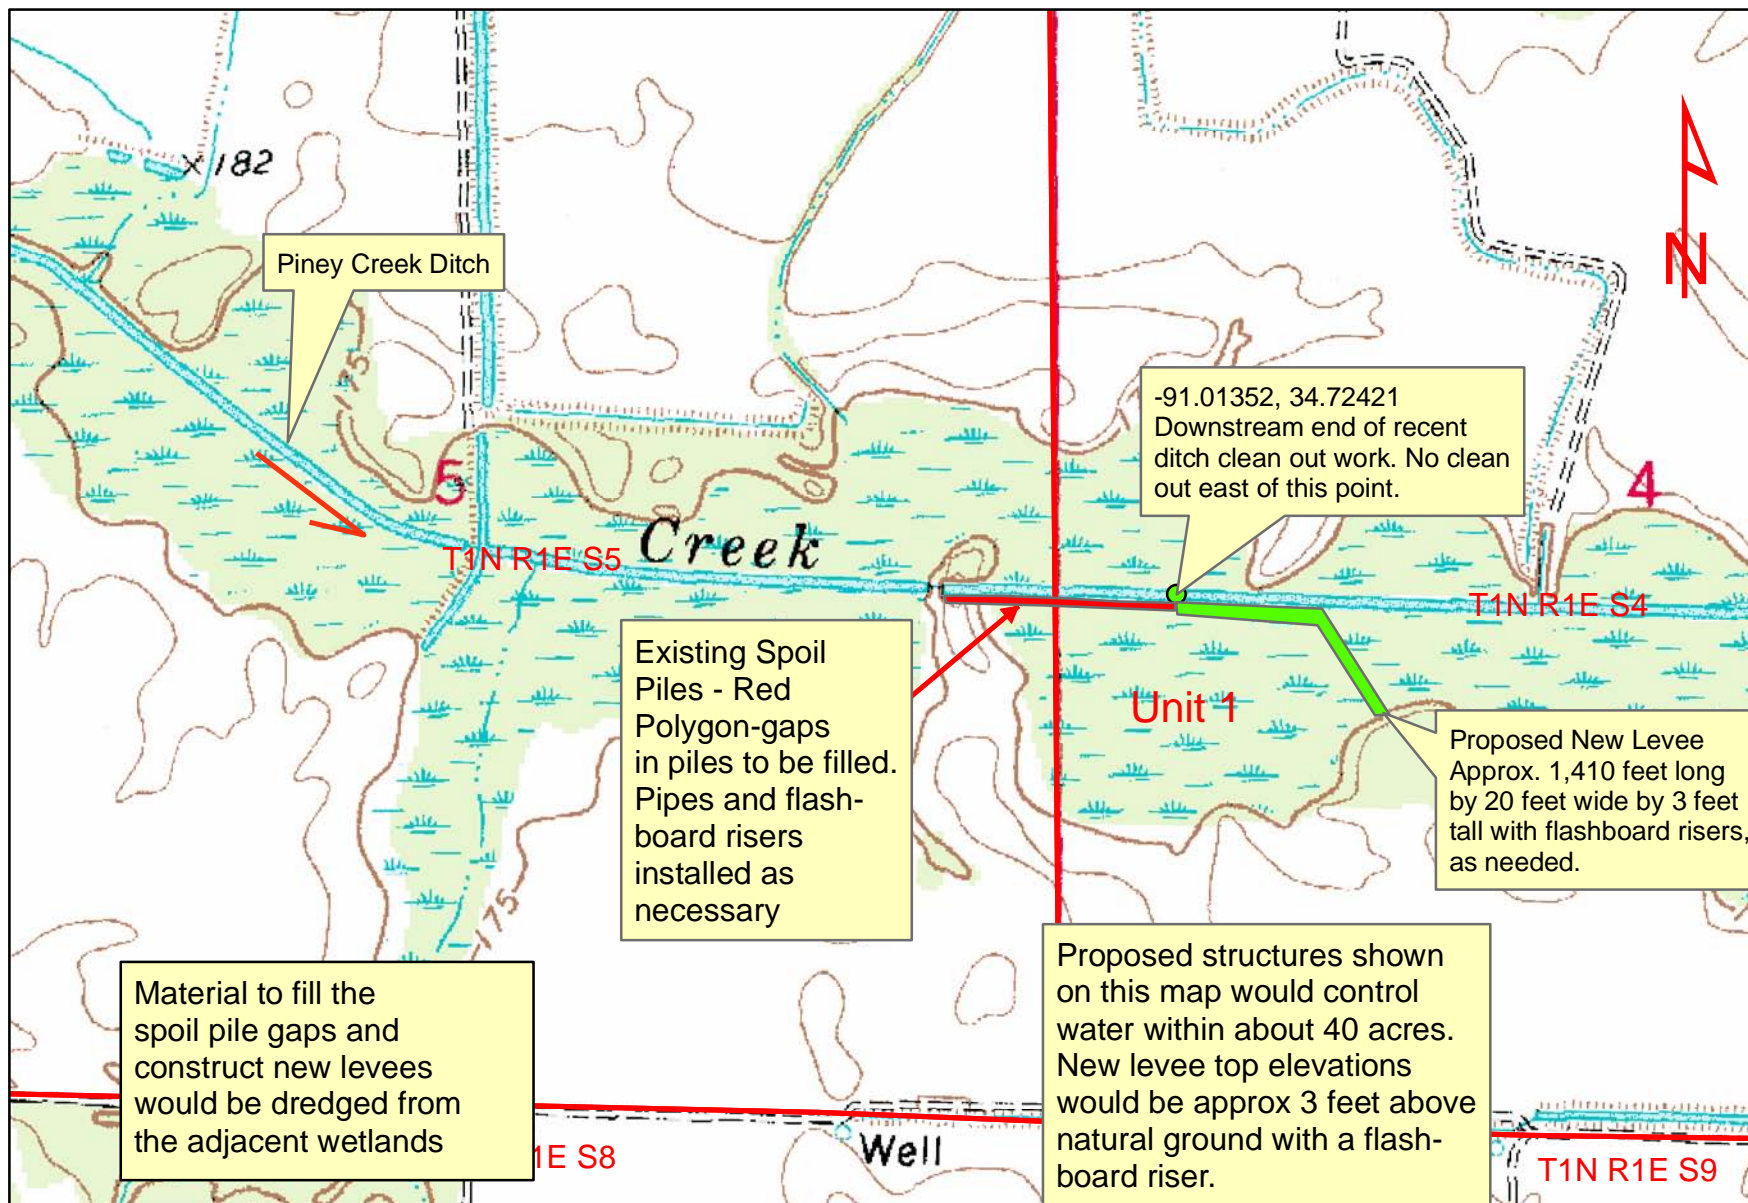 × 182
Piney Creek Ditch
N
175
-91.01352, 34.72421
Downstream end of recent
ditch clean out work. No clean
out east of this point.
5
4
Creek
T1N R1E S5
T1N R1E S4
Existing Spoil
Piles - Red
Polygon-gaps
in piles to be filled.
Pipes and flash-
board risers
installed as
necessary
Unit 1
Proposed New Levee
Approx. 1,410 feet long
by 20 feet wide by 3 feet
tall with flashboard risers,
as needed.
175
Material to fill the
spoil pile gaps and
construct new levees
would be dredged from
the adjacent wetlands
Proposed structures shown
on this map would control
water within about 40 acres.
New levee top elevations
would be approx 3 feet above
natural ground with a flash-
board riser.
1E S8
Well
T1N R1E S9